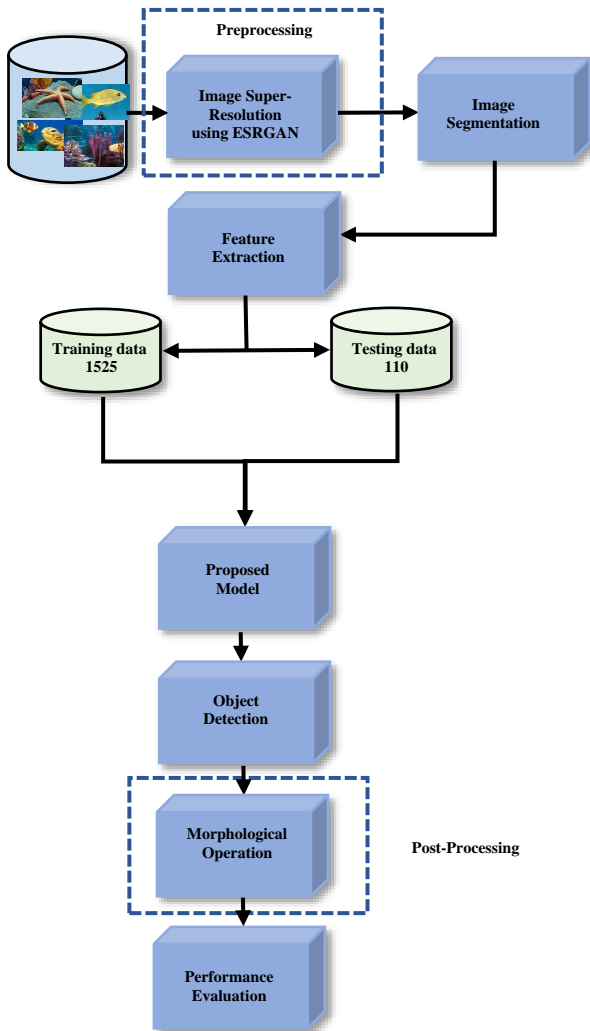 Preprocessing
Image Super-
Resolution
using ESRGAN
Image
Segmentation
Feature
Extraction
Training data
1525
Testing data
110
Proposed
Model
Object
Detection
Morphological
Operation
Post-Processing
Performance
Evaluation